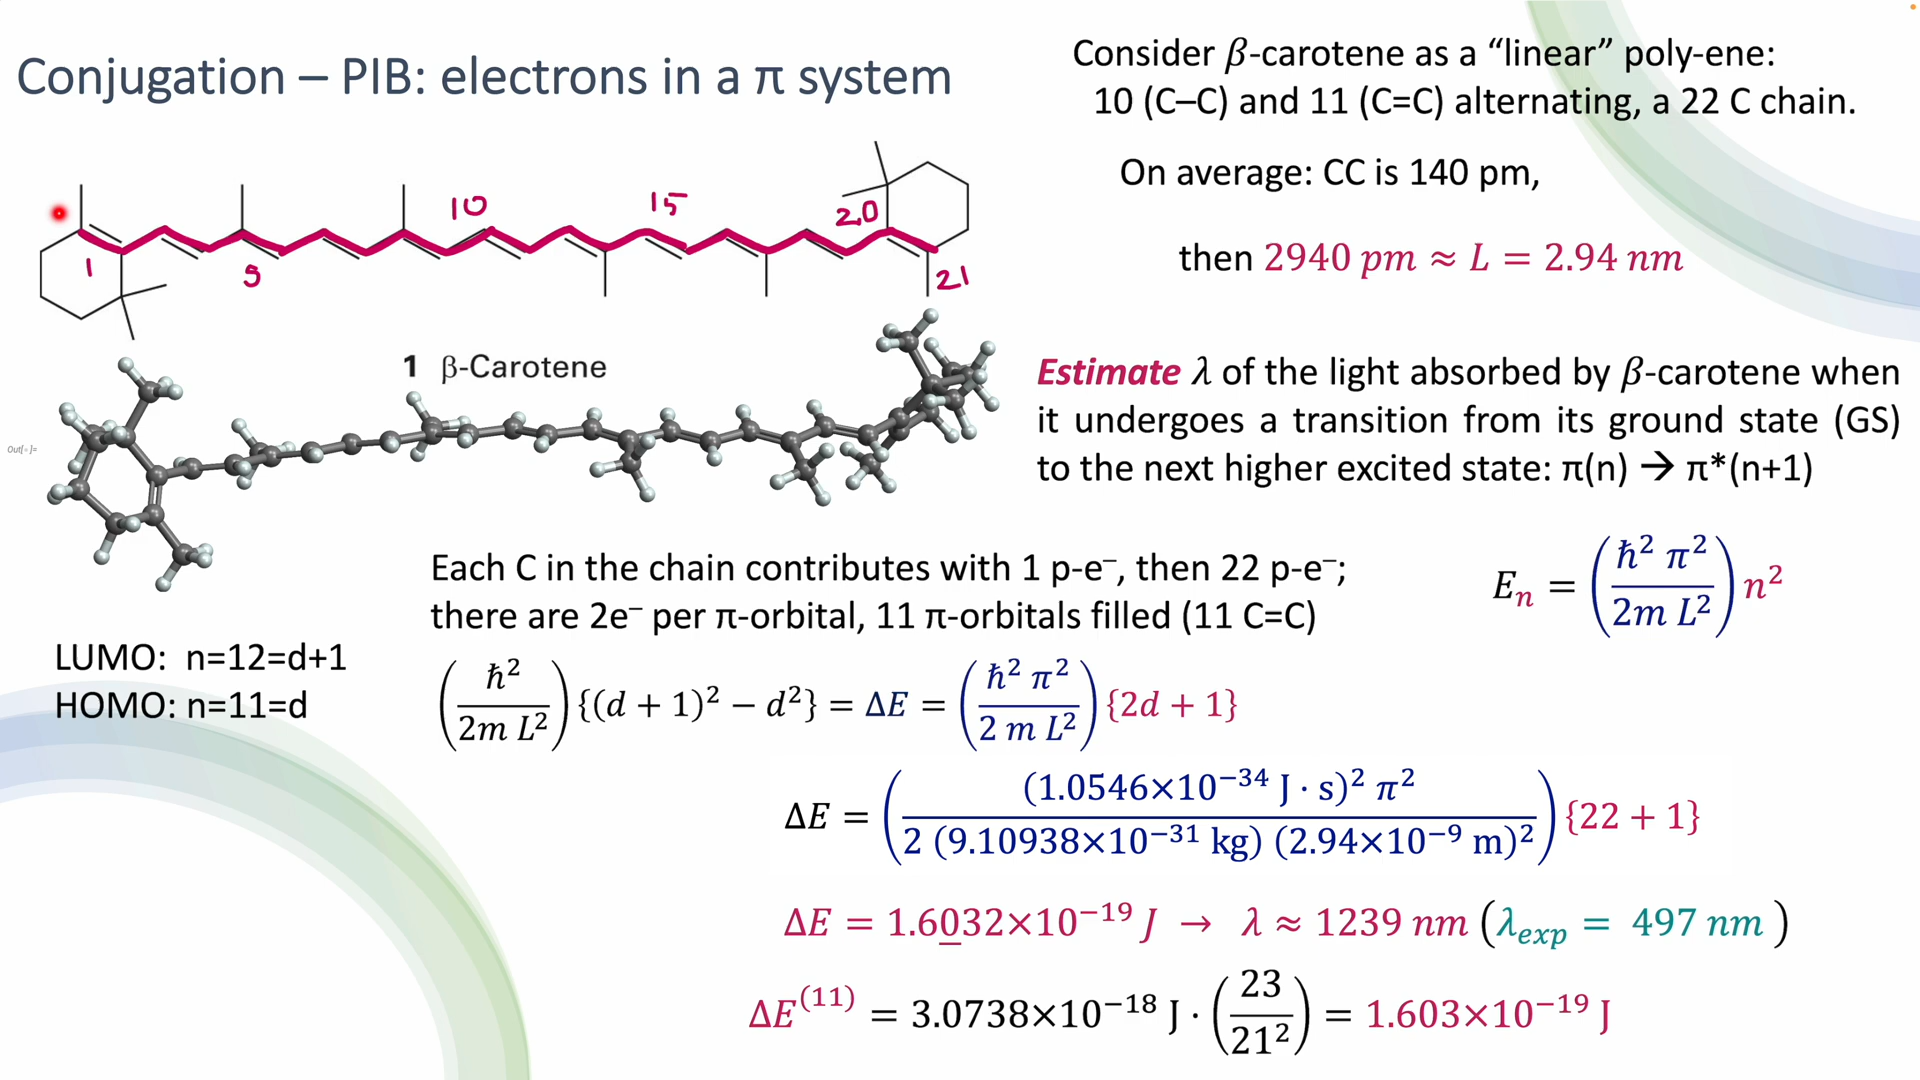 Conjugation – PIB: electrons in a π system
Consider β-carotene as a “linear” poly-ene:
10 (C–C) and 11 (C=C) alternating, a 22 C chain.
On average: CC is 140 pm,
then 2940 pm ≈ L = 2.94 nm
1 5 10 15 20 21
1 β-Carotene
Out[-]=
Estimate λ of the light absorbed by β-carotene when
it undergoes a transition from its ground state (GS)
to the next higher excited state: π(n) → π*(n+1)
Each C in the chain contributes with 1 p-e⁻, then 22 p-e⁻;
there are 2e⁻ per π-orbital, 11 π-orbitals filled (11 C=C)
Eₙ = (ħ² π² / 2m L²) n²
LUMO: n=12=d+1
HOMO: n=11=d
(ħ² / 2m L²) {(d + 1)² − d²} = ΔE = (ħ² π² / 2 m L²) {2d + 1}
ΔE = ((1.0546×10⁻³⁴ J · s)² π² / 2 (9.10938×10⁻³¹ kg) (2.94×10⁻⁹ m)²) {22 + 1}
ΔE = 1.6032×10⁻¹⁹ J → λ ≈ 1239 nm (λexp = 497 nm )
ΔE⁽¹¹⁾ = 3.0738×10⁻¹⁸ J · (23 / 21²) = 1.603×10⁻¹⁹ J